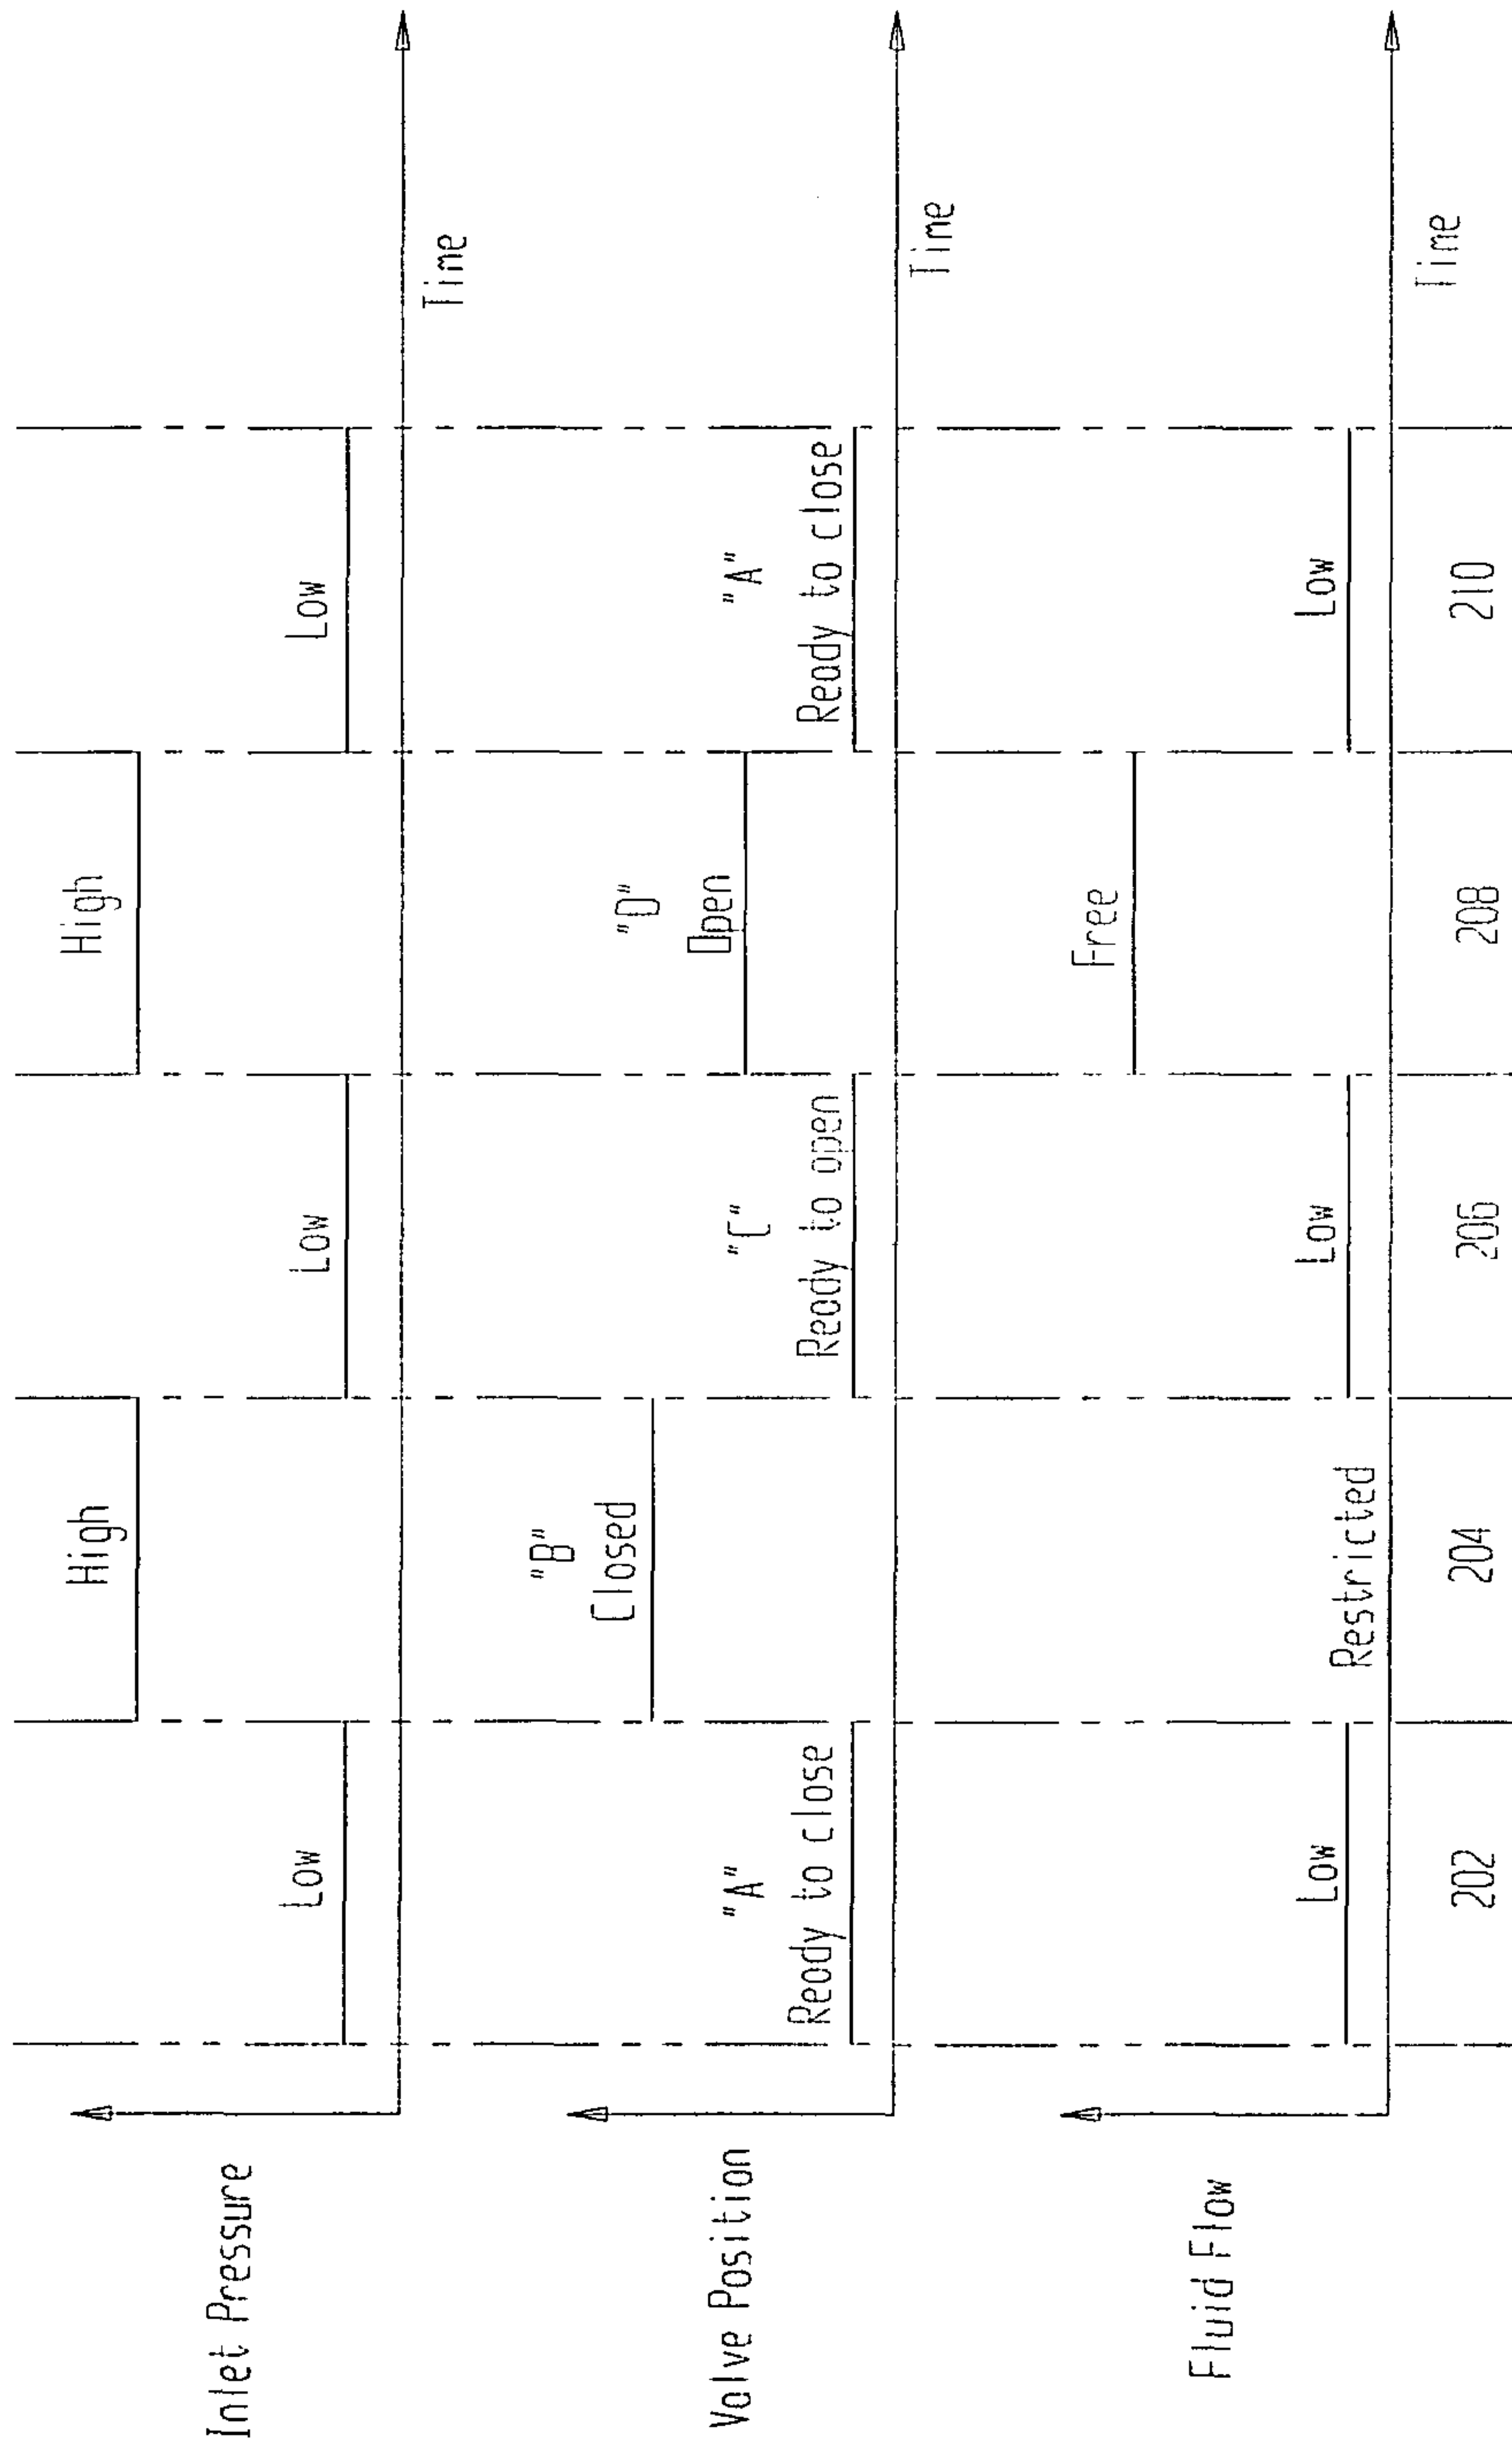 Inlet Pressure
High
High
Low
Low
Low
Time
Valve Position
"B"
Closed
"D"
Open
"A"
Ready to close
"C"
Ready to open
"A"
Ready to close
Time
Fluid Flow
Free
Low
Restricted
Low
Low
Time
202
204
206
208
210